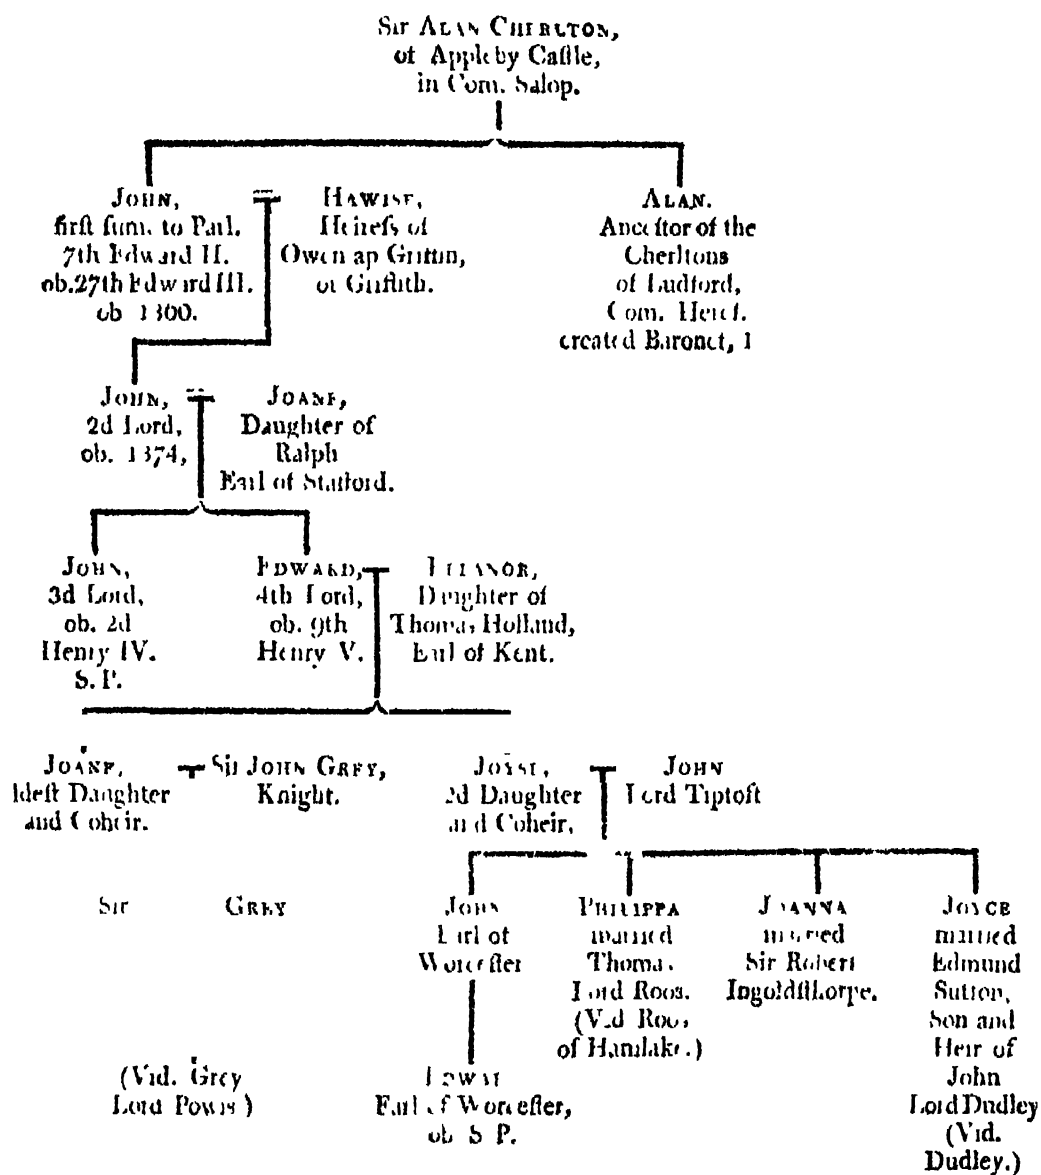 Sir ALAN CHERLTON,
of Appleby Caſtle,
in Com. Salop.
JOHN,
firſt ſum. to Parl.
7th Edward II.
ob. 27th Edward III.
ob 1360.
HAWISE,
Heireſs of
Owen ap Griffin,
or Griffith.
ALAN.
Anceſtor of the
Cherltons
of Ludford,
Com. Heref.
created Baronet, 1
JOHN,
2d Lord,
ob. 1374,
JOANE,
Daughter of
Ralph
Earl of Stafford.
JOHN,
3d Lord,
ob. 2d
Henry IV.
S. P.
EDWARD,
4th Lord,
ob. 9th
Henry V.
ELEANOR,
Daughter of
Thomas Holland,
Earl of Kent.
JOANE,
ldeſt Daughter
and Coheir.
Sir JOHN GREY,
Knight.
2d Daughter
and Coheir.
JOHN
Lord Tiptoft
Sir
GREY
JOHN
Earl of
Worceſter
PHILIPPA
married
Thomas
Lord Roos.
(Vid Roos
of Hamlake.)
JOANNA
married
Sir Robert
Ingoldſthorpe.
JOYCE
married
Edmund
Sutton,
Son and
Heir of
John
Lord Dudley
(Vid.
Dudley.)
(Vid. Grey
Lord Powis)
Earl of Worceſter,
ob S P.